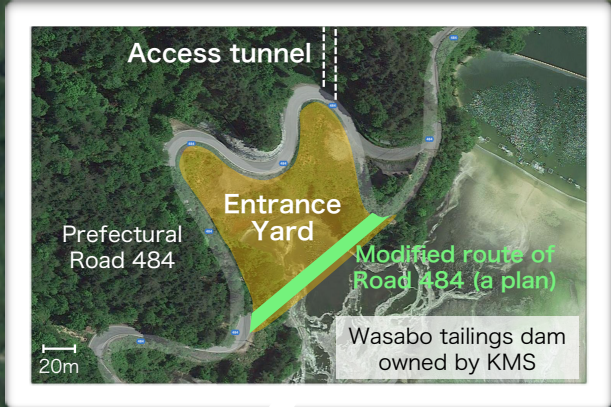 Access tunnel
Entrance
Yard
Prefectural
Road 484
Modified route of
Road 484 (a plan)
Wasabo tailings dam
owned by KMS
20m